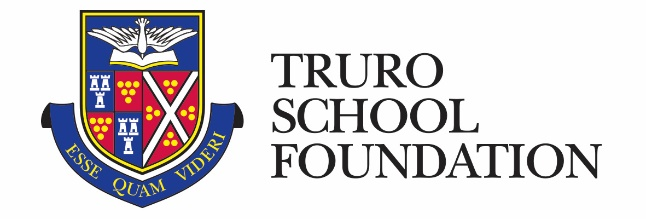 TRURO
SCHOOL
FOUNDATION
ESSE QUAM VIDERI